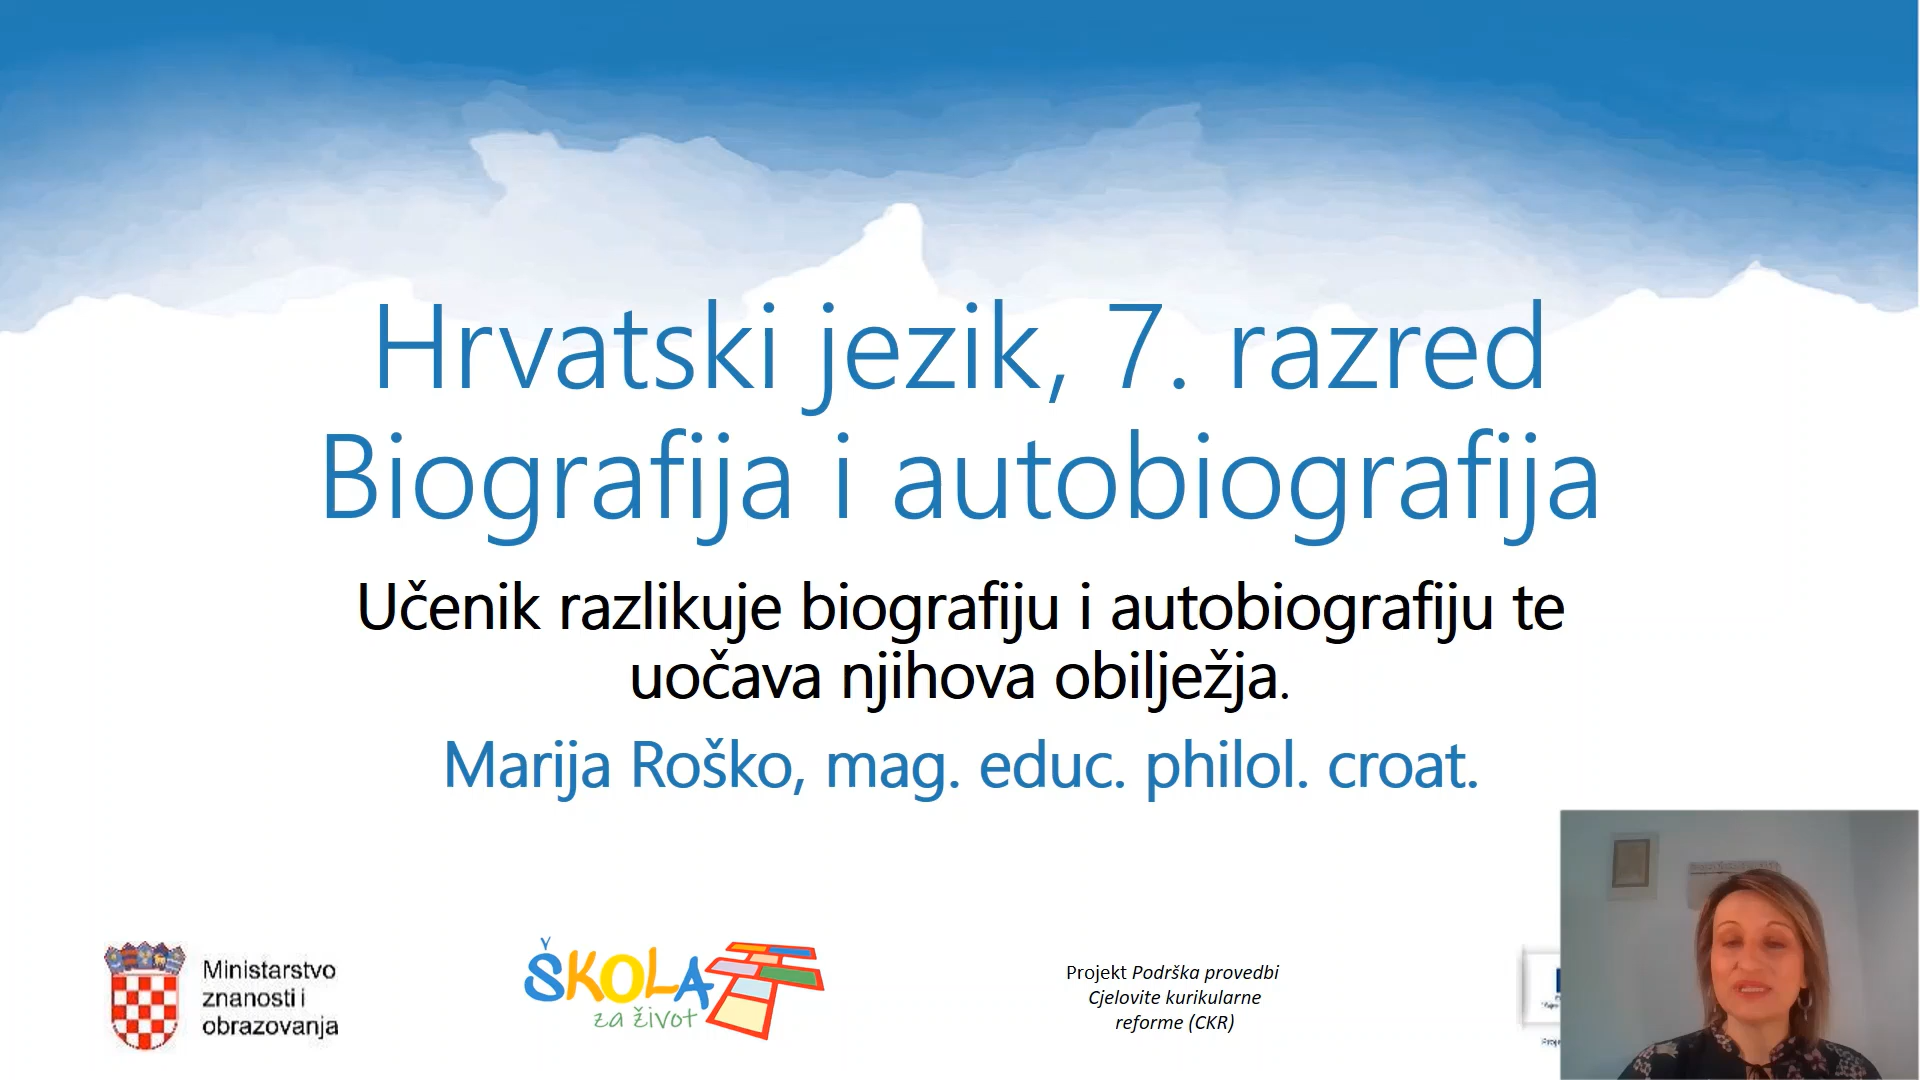 Hrvatski jezik, 7. razred
Biografija i autobiografija
Učenik razlikuje biografiju i autobiografiju te
uočava njihova obilježja.
Marija Roško, mag. educ. philol. croat.
Ministarstvo
znanosti i
obrazovanja
ŠKOLA
za život
Projekt Podrška provedbi
Cjelovite kurikularne
reforme (CKR)